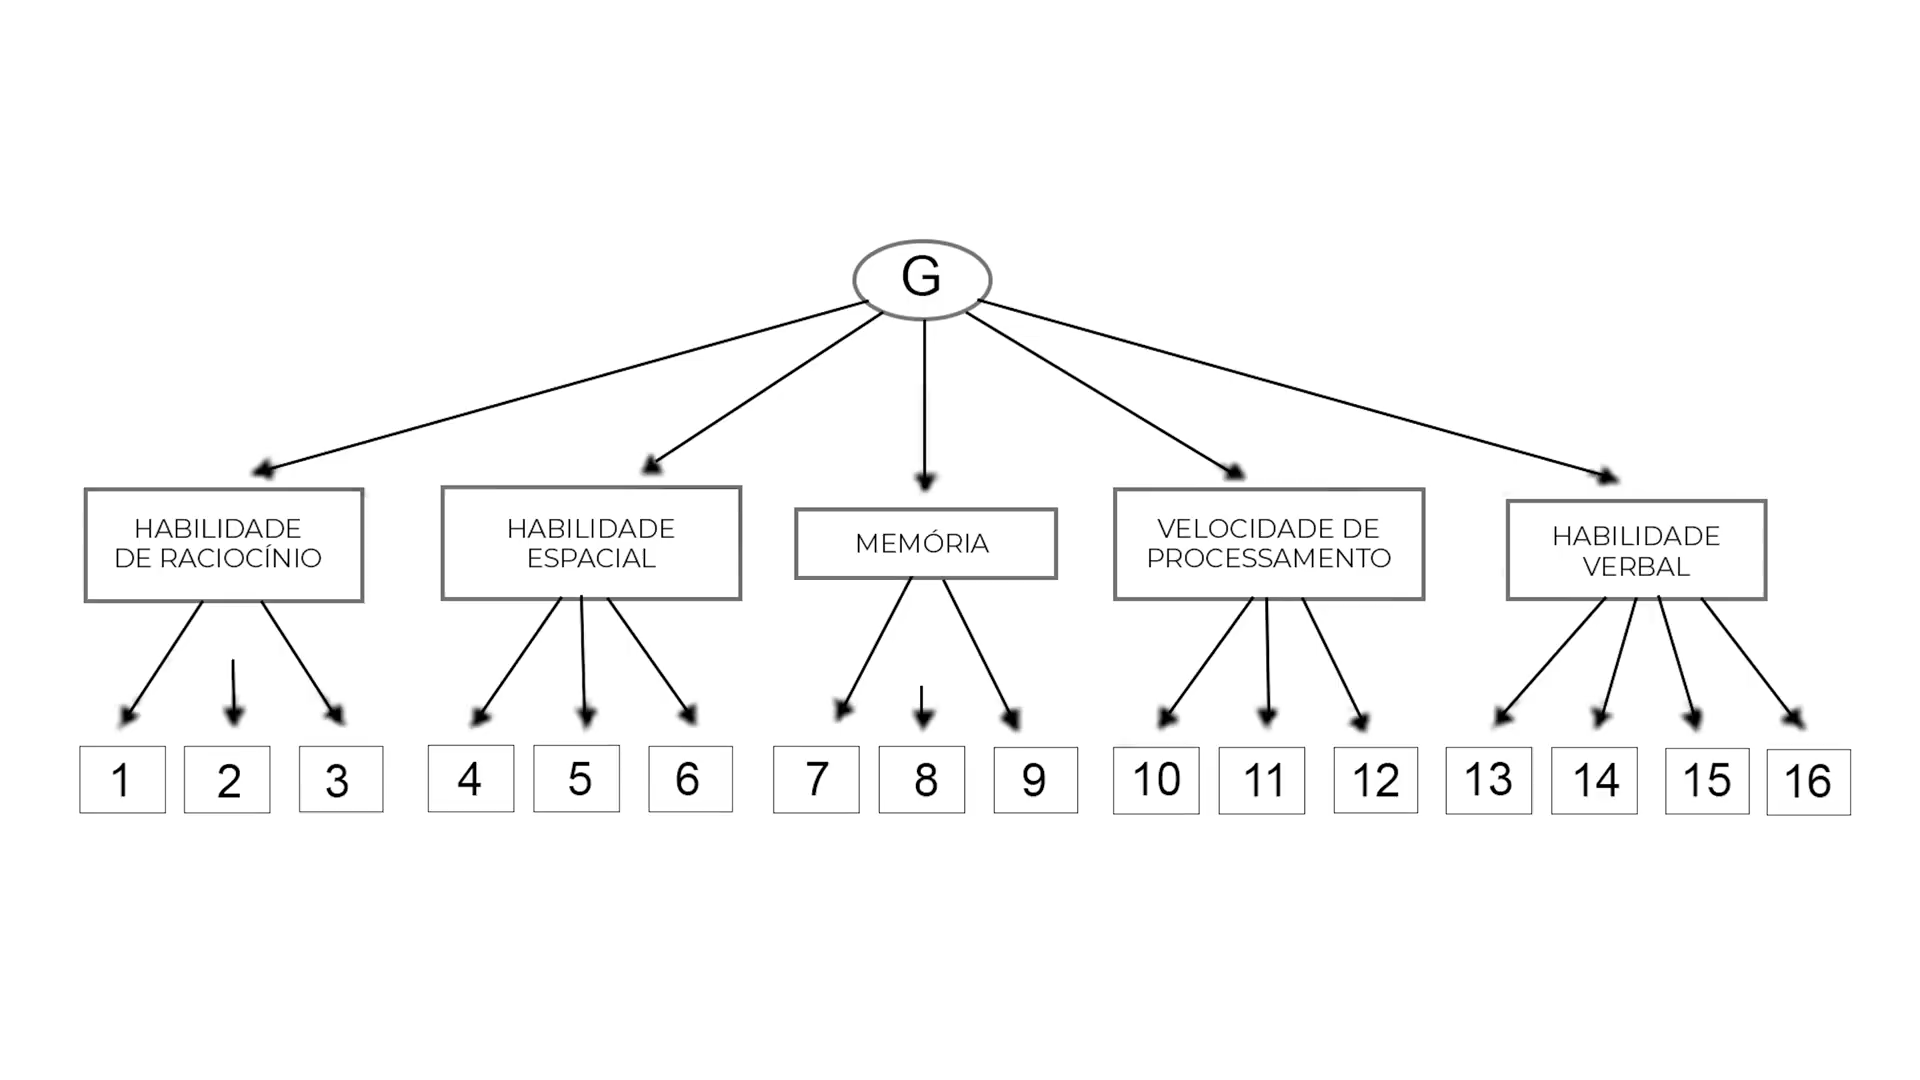 G
HABILIDADE
DE RACIOCÍNIO
HABILIDADE
ESPACIAL
MEMÓRIA
VELOCIDADE DE
PROCESSAMENTO
HABILIDADE
VERBAL
1 2 3 4 5 6 7 8 9 10 11 12 13 14 15 16